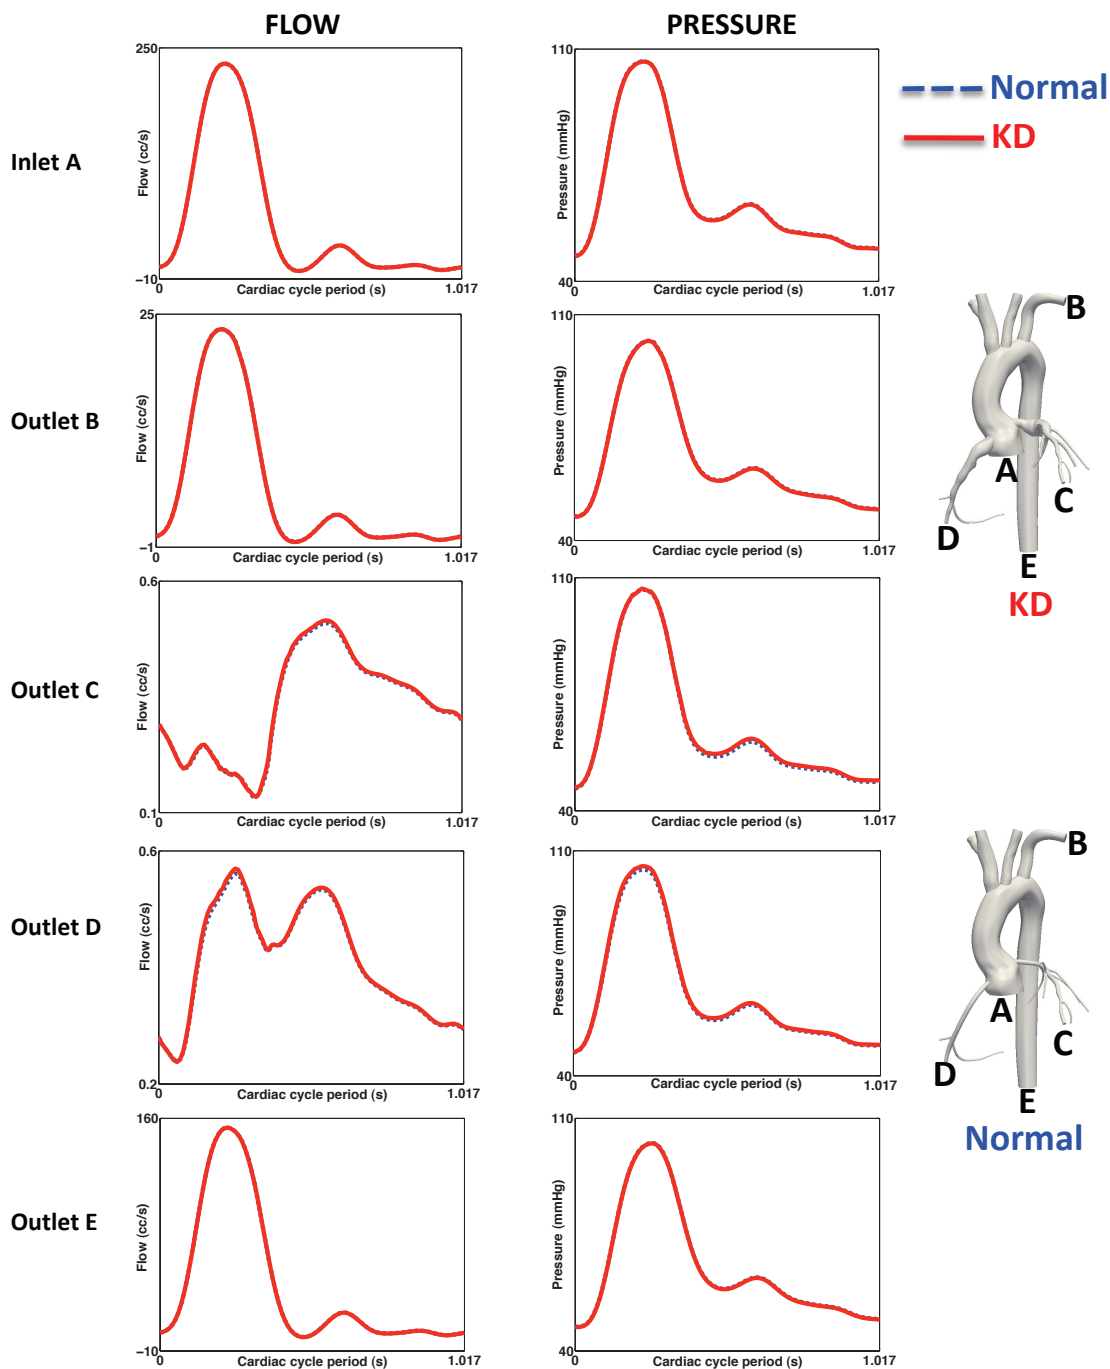 FLOW PRESSURE
Normal
KD
Inlet A
250
Flow (cc/s)
−10
0 Cardiac cycle period (s) 1.017
110
Pressure (mmHg)
40
0 Cardiac cycle period (s) 1.017
Outlet B
25
Flow (cc/s)
−1
0 Cardiac cycle period (s) 1.017
110
Pressure (mmHg)
40
0 Cardiac cycle period (s) 1.017
B
A
C
D
E
KD
Outlet C
0.6
Flow (cc/s)
0.1
0 Cardiac cycle period (s) 1.017
110
Pressure (mmHg)
40
0 Cardiac cycle period (s) 1.017
Outlet D
0.6
Flow (cc/s)
0.2
0 Cardiac cycle period (s) 1.017
110
Pressure (mmHg)
40
0 Cardiac cycle period (s) 1.017
B
A
C
D
E
Normal
Outlet E
160
Flow (cc/s)
−10
0 Cardiac cycle period (s) 1.017
110
Pressure (mmHg)
40
0 Cardiac cycle period (s) 1.017